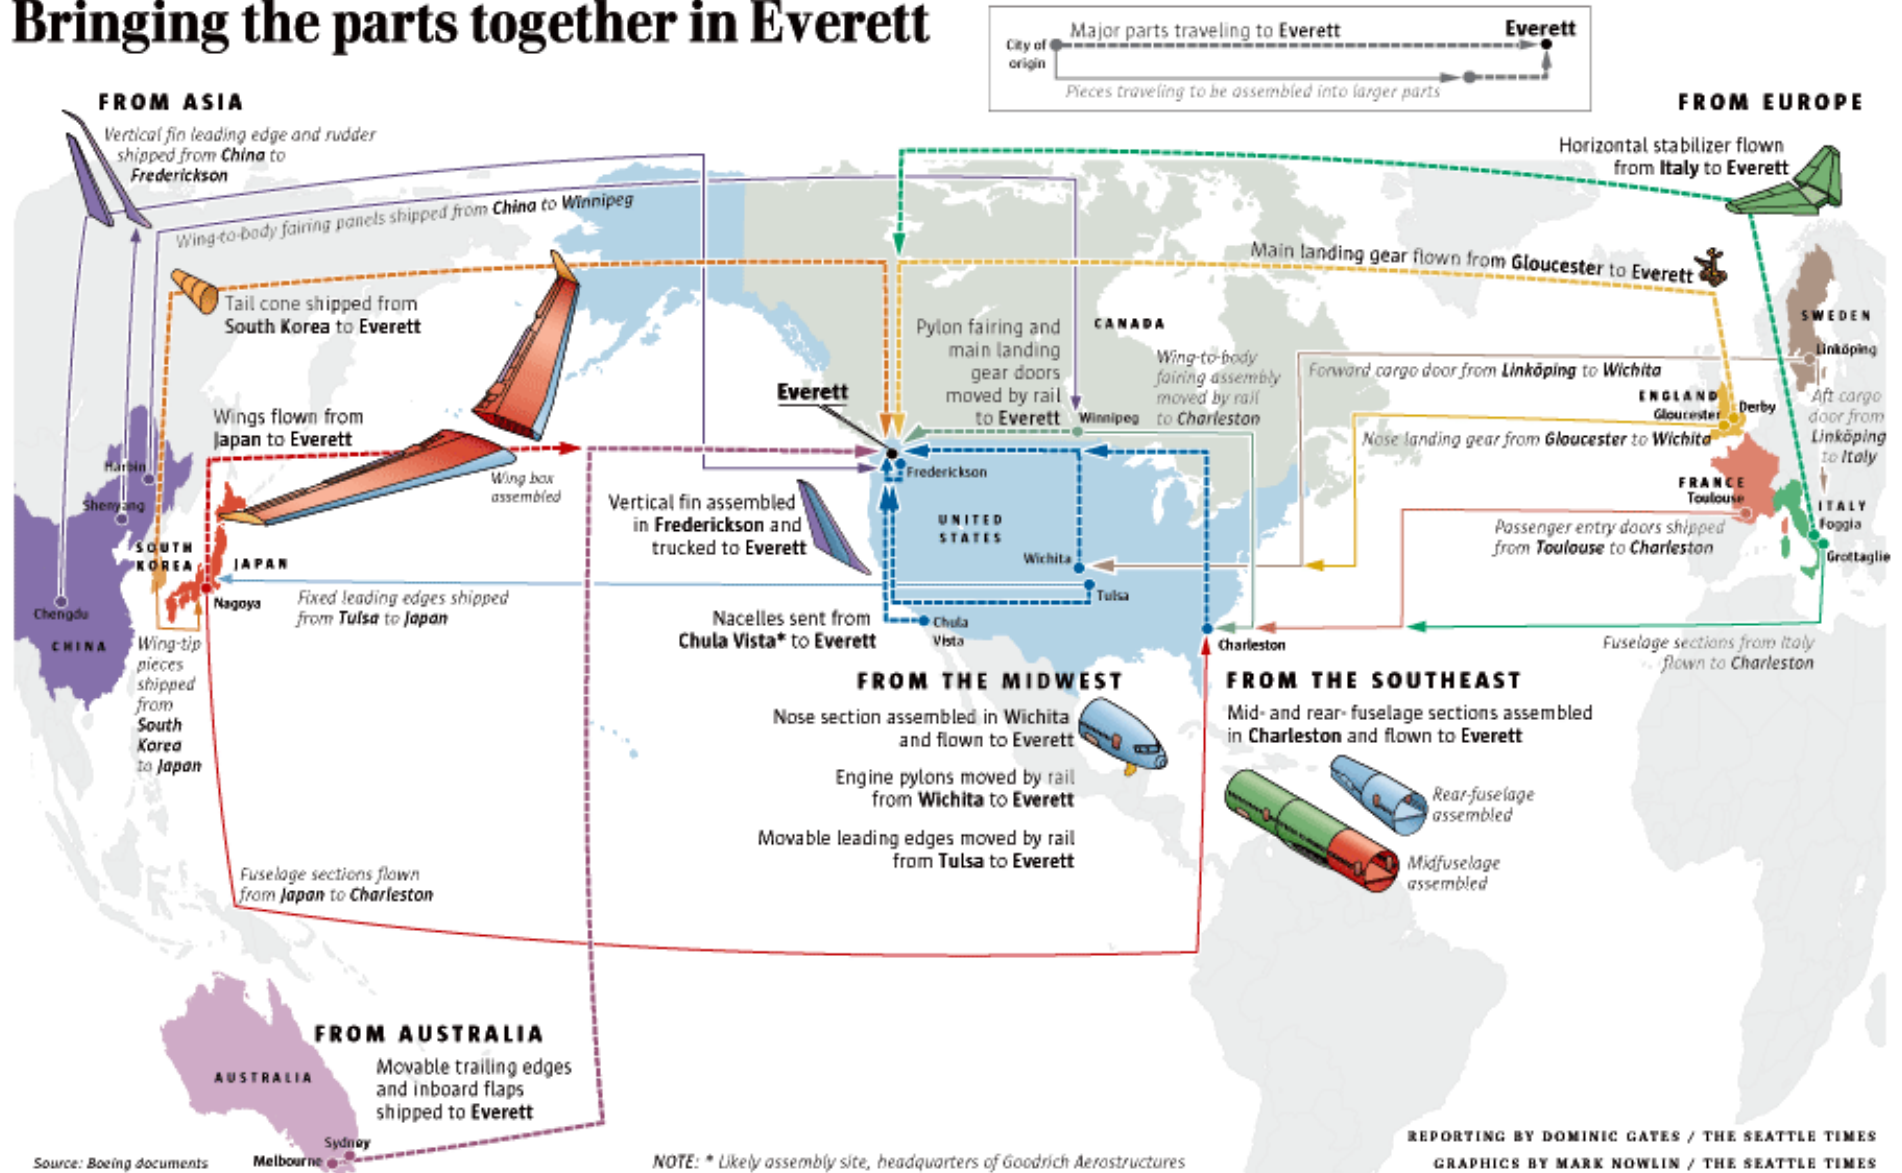 Bringing the parts together in Everett
Major parts traveling to Everett
Everett
City of
origin
Pieces traveling to be assembled into larger parts
FROM ASIA
Vertical fin leading edge and rudder
shipped from China to
Frederickson
Wing-to-body fairing panels shipped from China to Winnipeg
Tail cone shipped from
South Korea to Everett
Wings flown from
Japan to Everett
Wing box
assembled
Harbin
Shenyang
SOUTH
KOREA
JAPAN
Nagoya
Chengdu
CHINA
Fixed leading edges shipped
from Tulsa to Japan
Wing-tip
pieces
shipped
from
South
Korea
to Japan
Fuselage sections flown
from Japan to Charleston
FROM EUROPE
Horizontal stabilizer flown
from Italy to Everett
Main landing gear flown from Gloucester to Everett
SWEDEN
Linköping
Forward cargo door from Linköping to Wichita
ENGLAND
Gloucester
Derby
Aft cargo
door from
Linköping
to Italy
Nose landing gear from Gloucester to Wichita
FRANCE
Toulouse
ITALY
Foggia
Grottaglie
Passenger entry doors shipped
from Toulouse to Charleston
Fuselage sections from Italy
flown to Charleston
CANADA
Pylon fairing and
main landing
gear doors
moved by rail
to Everett
Wing-to-body
fairing assembly
moved by rail
to Charleston
Winnipeg
Everett
Frederickson
Vertical fin assembled
in Frederickson and
trucked to Everett
UNITED
STATES
Wichita
Tulsa
Chula
Vista
Charleston
Nacelles sent from
Chula Vista* to Everett
FROM THE MIDWEST
Nose section assembled in Wichita
and flown to Everett
Engine pylons moved by rail
from Wichita to Everett
Movable leading edges moved by rail
from Tulsa to Everett
FROM THE SOUTHEAST
Mid- and rear- fuselage sections assembled
in Charleston and flown to Everett
Rear-fuselage
assembled
Midfuselage
assembled
FROM AUSTRALIA
Movable trailing edges
and inboard flaps
shipped to Everett
AUSTRALIA
Sydney
Melbourne
Source: Boeing documents
NOTE: * Likely assembly site, headquarters of Goodrich Aerostructures
REPORTING BY DOMINIC GATES / THE SEATTLE TIMES
GRAPHICS BY MARK NOWLIN / THE SEATTLE TIMES